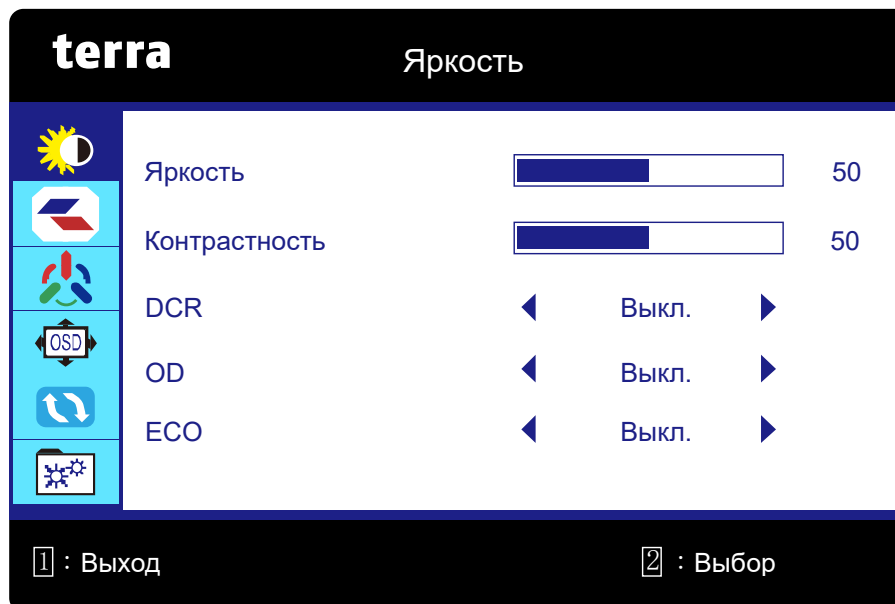 terra Яркость
Яркость 50
Контрастность 50
DCR Выкл.
OSD
OD Выкл.
ECO Выкл.
1 : Выход 2 : Выбор